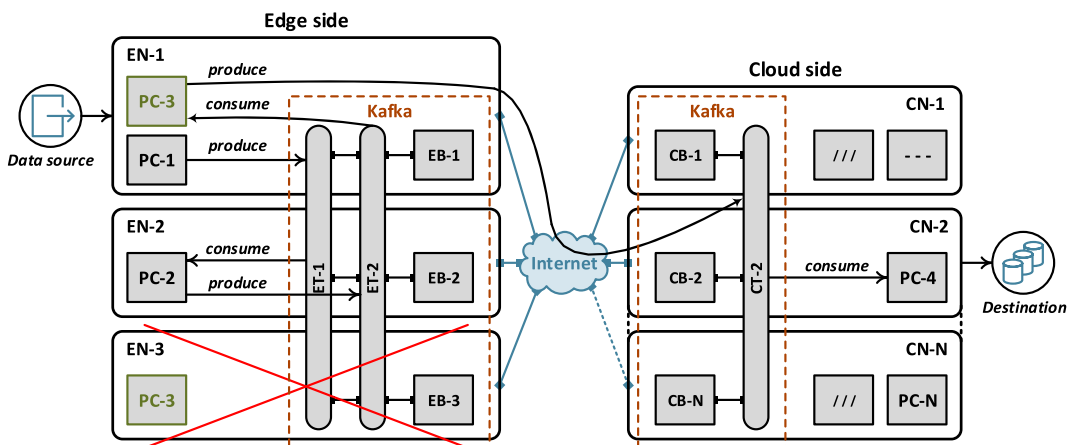 Edge side
EN-1
produce
PC-3
consume
Kafka
produce
PC-1
EB-1
Data source
EN-2
consume
PC-2
produce
ET-1
ET-2
EB-2
EN-3
PC-3
EB-3
Internet
Cloud side
CN-1
Kafka
CB-1
///
---
CN-2
CB-2
CT-2
consume
PC-4
Destination
CN-N
CB-N
///
PC-N